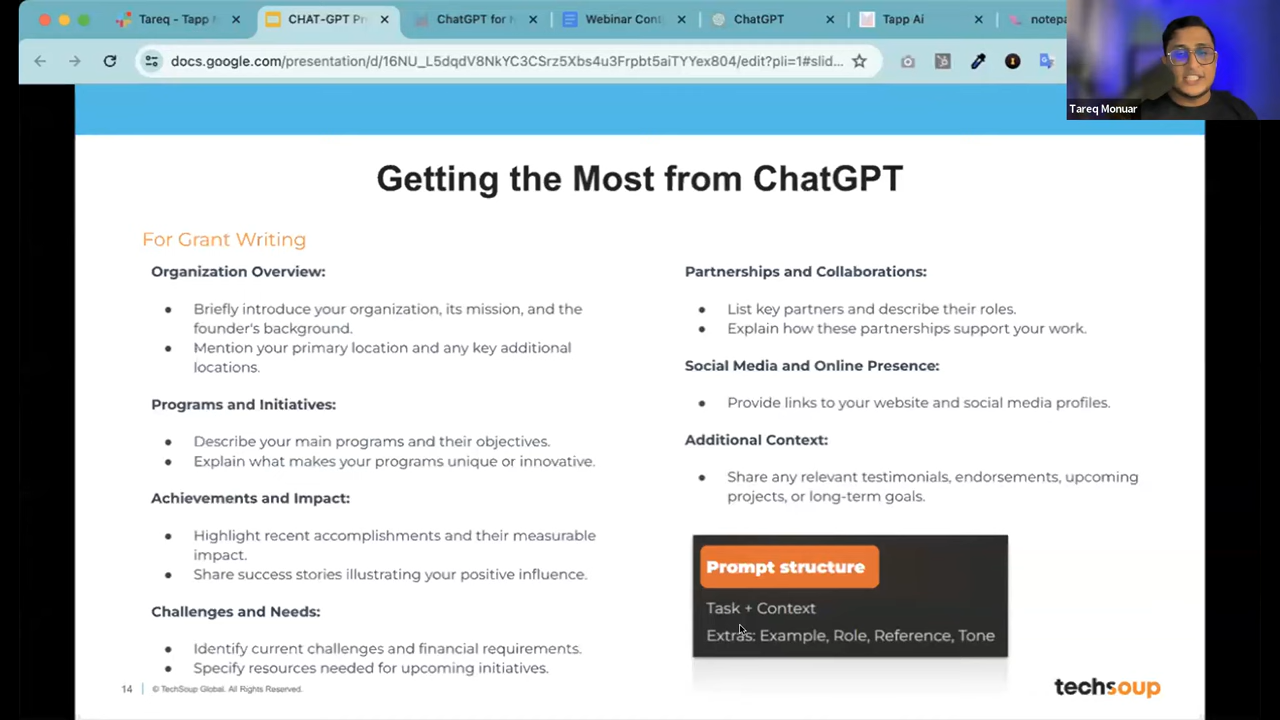 Tareq - Tapp
CHAT-GPT Pr
ChatGPT for
Webinar Con
ChatGPT
Tapp Ai
notepa
docs.google.com/presentation/d/16NU_L5dqdV8NkYC3CSrz5Xbs4u3Frpbt5aiTYYex804/edit?pli=1#slid...
Tareq Monuar
Getting the Most from ChatGPT
For Grant Writing
Organization Overview:
Briefly introduce your organization, its mission, and the
founder's background.
Mention your primary location and any key additional
locations.
Programs and Initiatives:
Describe your main programs and their objectives.
Explain what makes your programs unique or innovative.
Achievements and Impact:
Highlight recent accomplishments and their measurable
impact.
Share success stories illustrating your positive influence.
Challenges and Needs:
Identify current challenges and financial requirements.
Specify resources needed for upcoming initiatives.
Partnerships and Collaborations:
List key partners and describe their roles.
Explain how these partnerships support your work.
Social Media and Online Presence:
Provide links to your website and social media profiles.
Additional Context:
Share any relevant testimonials, endorsements, upcoming
projects, or long-term goals.
Prompt structure
Task + Context
Extras: Example, Role, Reference, Tone
14 | © TechSoup Global. All Rights Reserved.
techsoup